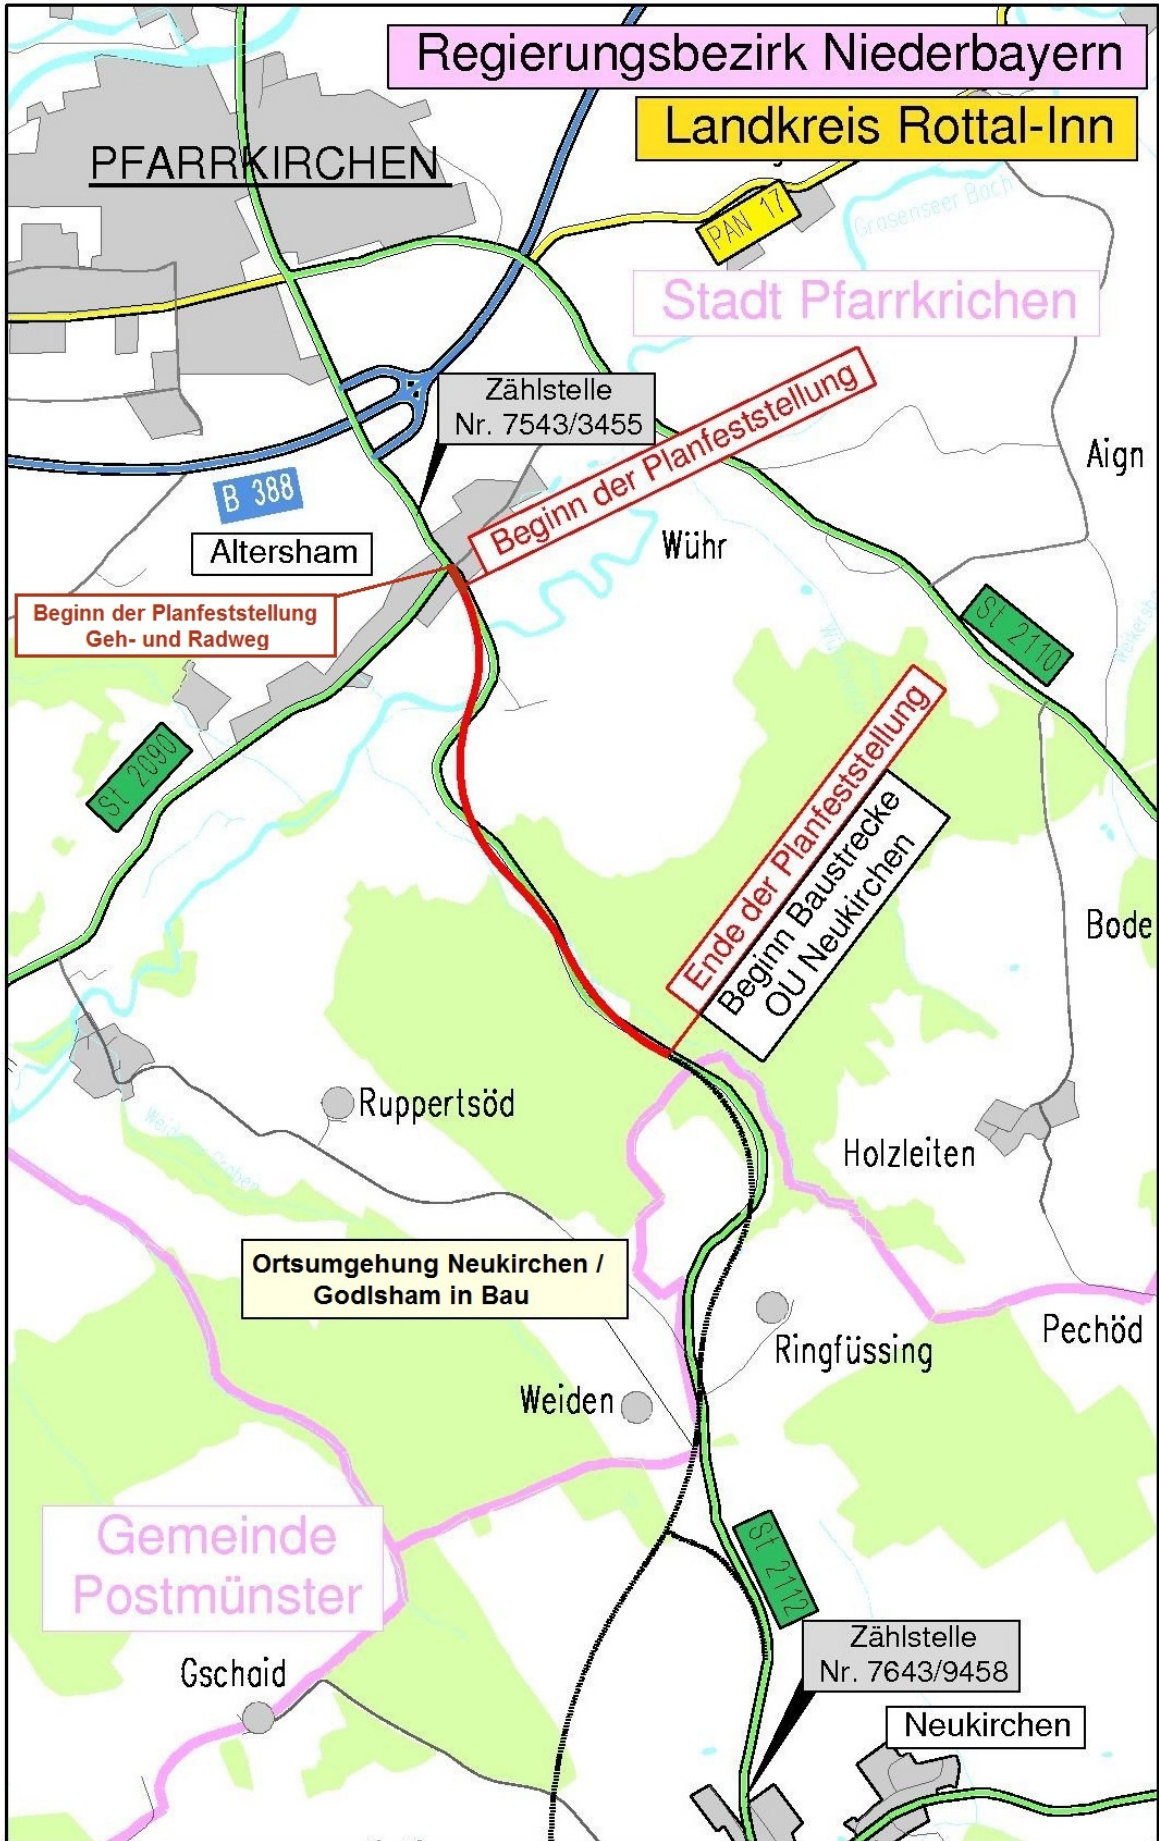 Regierungsbezirk Niederbayern
Landkreis Rottal-Inn
PFARRKIRCHEN
PAN 17
Grasenseer Bach
Stadt Pfarrkrichen
Zählstelle
Nr. 7543/3455
Beginn der Planfeststellung
Aign
B 388
Altersham
Wühr
Beginn der Planfeststellung
Geh- und Radweg
St 2110
St 2090
Ende der Planfeststellung
Beginn Baustrecke
OU Neukirchen
Bode
Ruppertsöd
Holzleiten
Ortsumgehung Neukirchen /
Godlsham in Bau
Pechöd
Ringfüssing
Weiden
Gemeinde
Postmünster
St 2112
Zählstelle
Nr. 7643/9458
Gschaid
Neukirchen